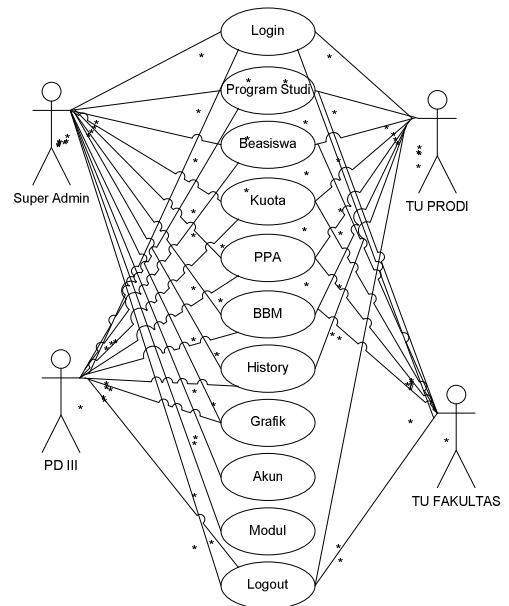 Login
Program Studi
Beasiswa
Super Admin
TU PRODI
Kuota
PPA
BBM
History
PD III
Grafik
TU FAKULTAS
Akun
Modul
Logout